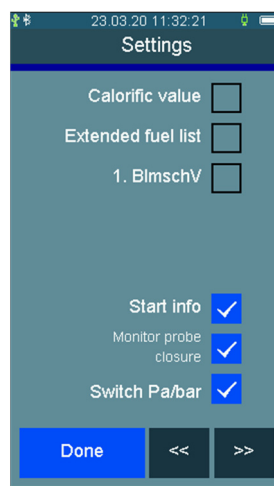 23.03.20 11:32:21
Settings
Calorific value
Extended fuel list
1. BImschV
Start info
Monitor probe
closure
Switch Pa/bar
Done << >>